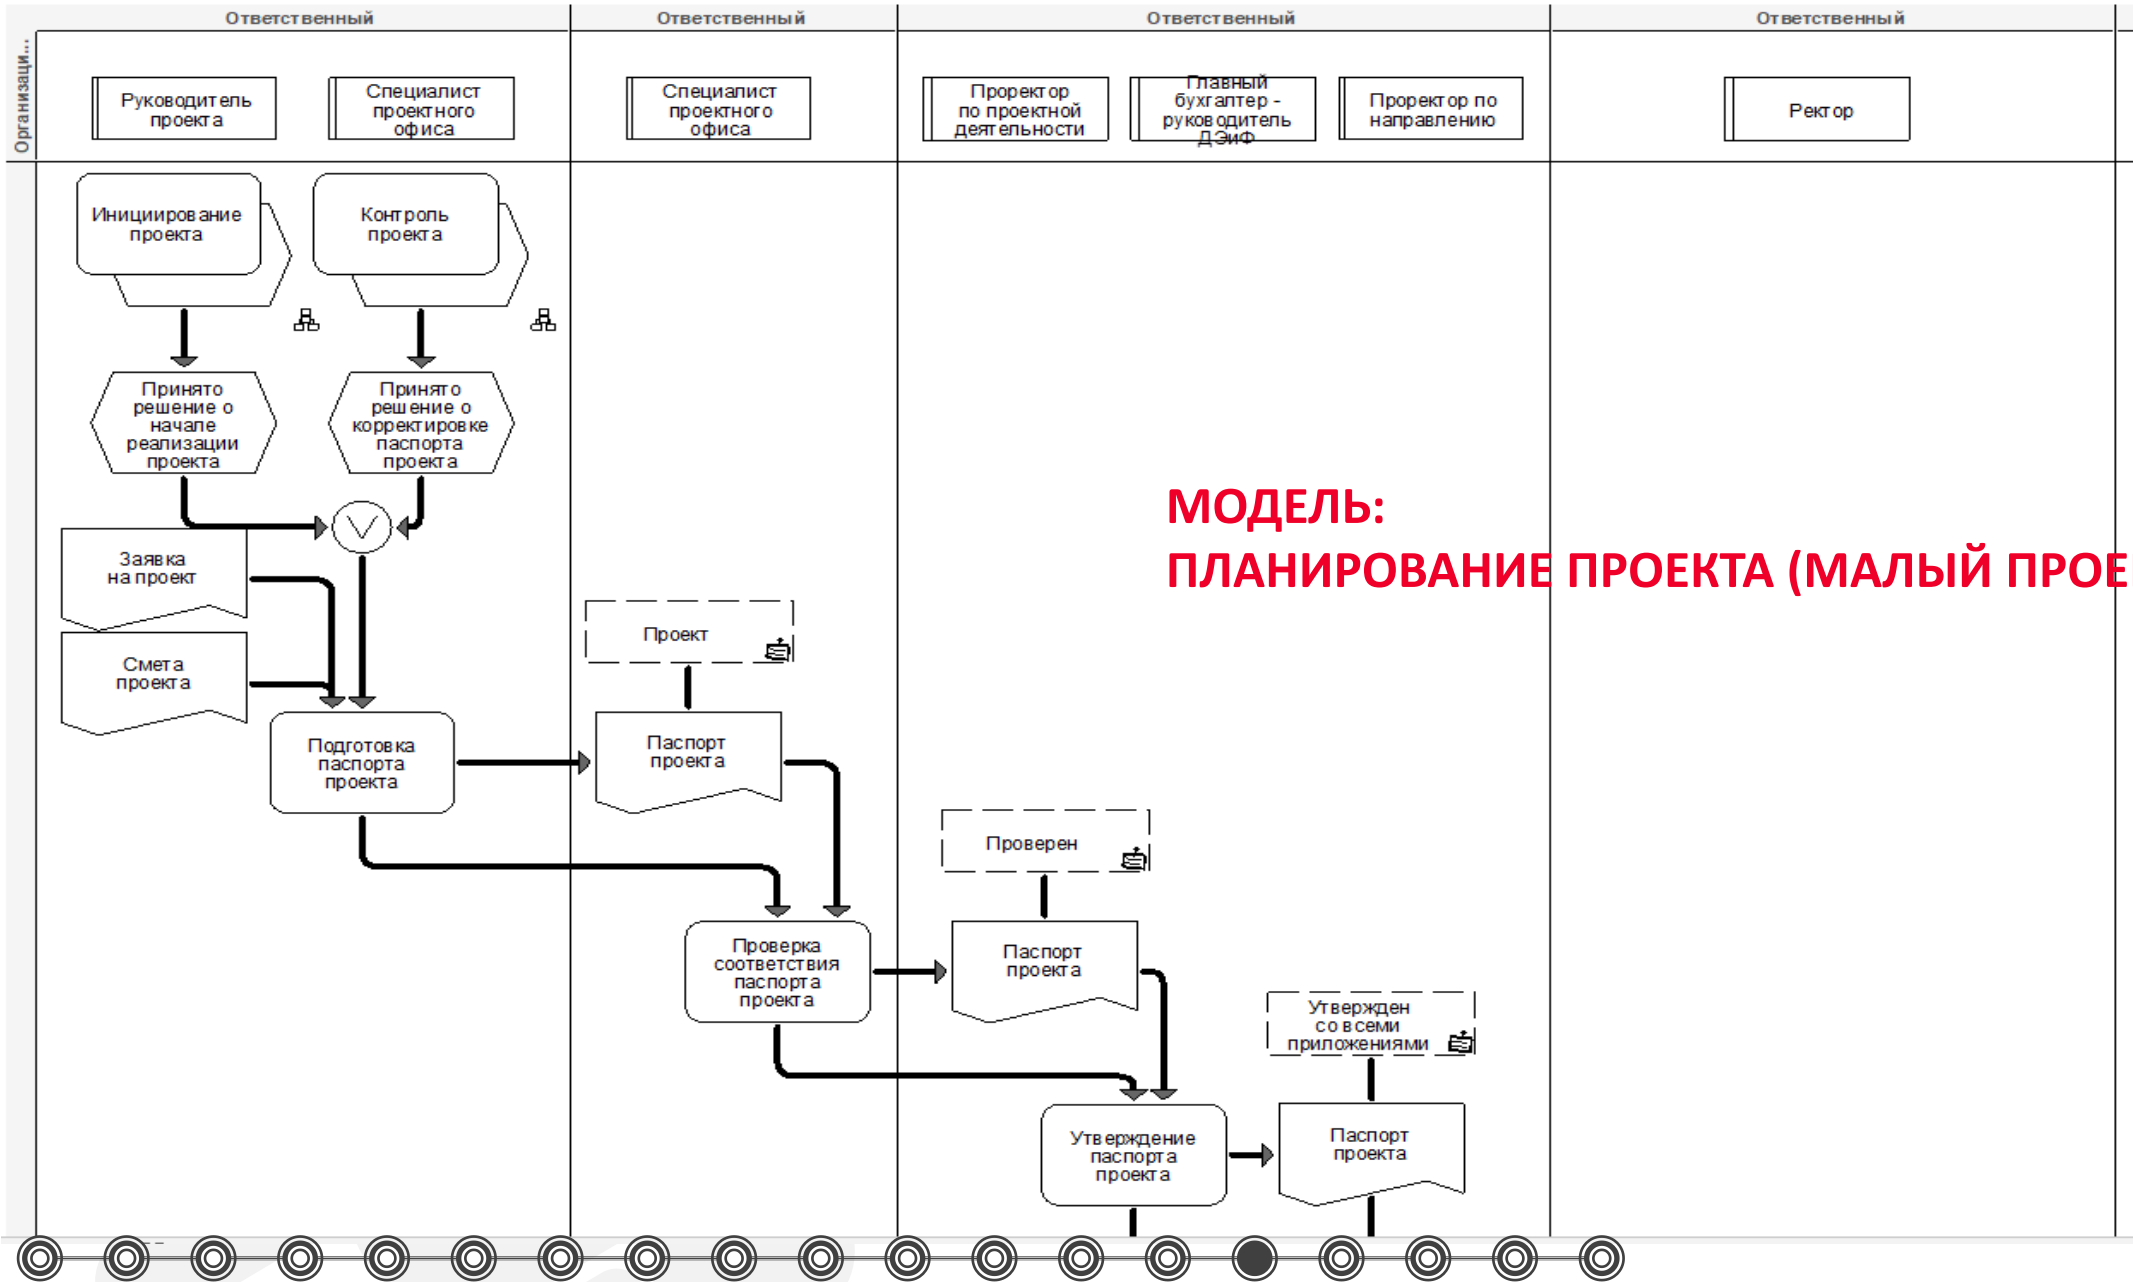 Ответственный
Ответственный
Ответственный
Ответственный
Организаци...
Руководитель
проекта
Специалист
проектного
офиса
Специалист
проектного
офиса
Проректор
по проектной
деятельности
Главный
бухгалтер -
руководитель
ДЭиФ
Проректор по
направлению
Ректор
Инициирование
проекта
Контроль
проекта
Принято
решение о
начале
реализации
проекта
Принято
решение о
корректировке
паспорта
проекта
МОДЕЛЬ:
ПЛАНИРОВАНИЕ ПРОЕКТА (МАЛЫЙ ПРОЕ
Заявка
на проект
Смета
проекта
Проект
Подготовка
паспорта
проекта
Паспорт
проекта
Проверен
Проверка
соответствия
паспорта
проекта
Паспорт
проекта
Утвержден
со всеми
приложениями
Утверждение
паспорта
проекта
Паспорт
проекта